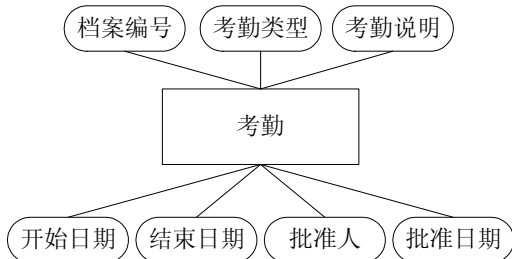 档案编号
考勤类型
考勤说明
考勤
开始日期
结束日期
批准人
批准日期